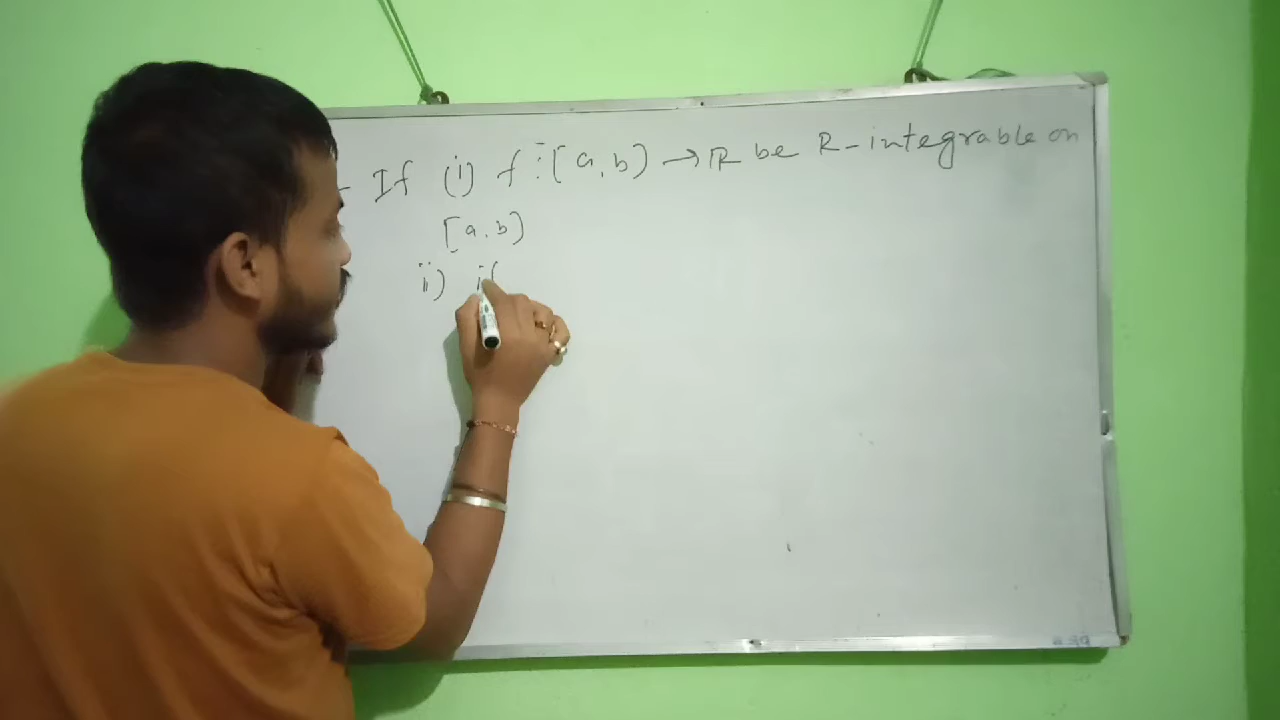 - If (i) f : [a, b] → ℝ be R-integrable on
[a, b]
ii) i